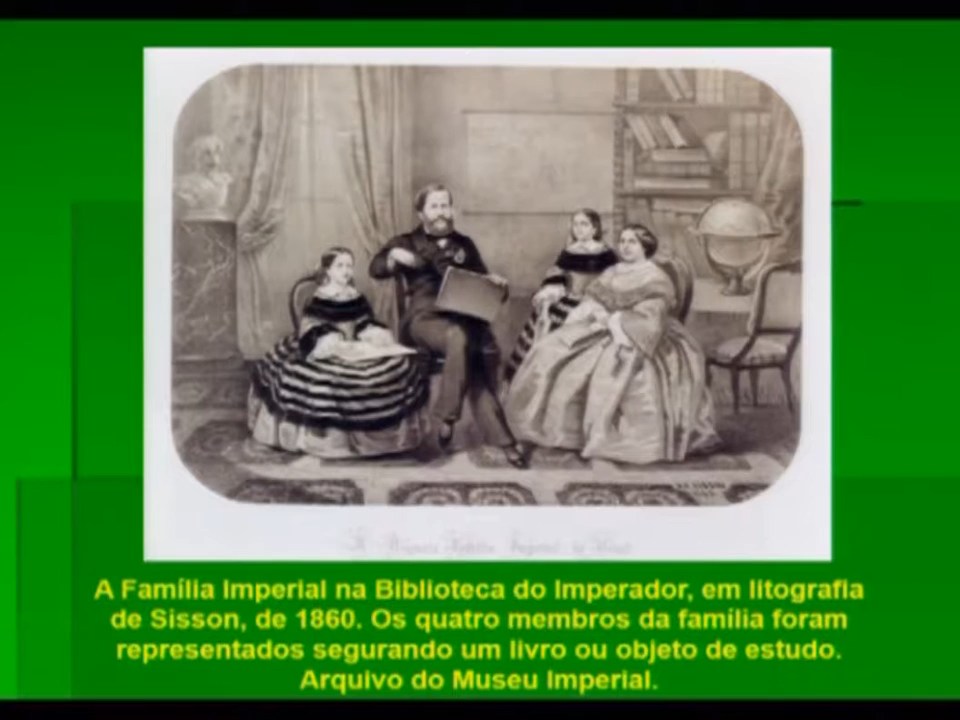 A Família Imperial na Biblioteca do Imperador, em litografia
de Sisson, de 1860. Os quatro membros da família foram
representados segurando um livro ou objeto de estudo.
Arquivo do Museu Imperial.